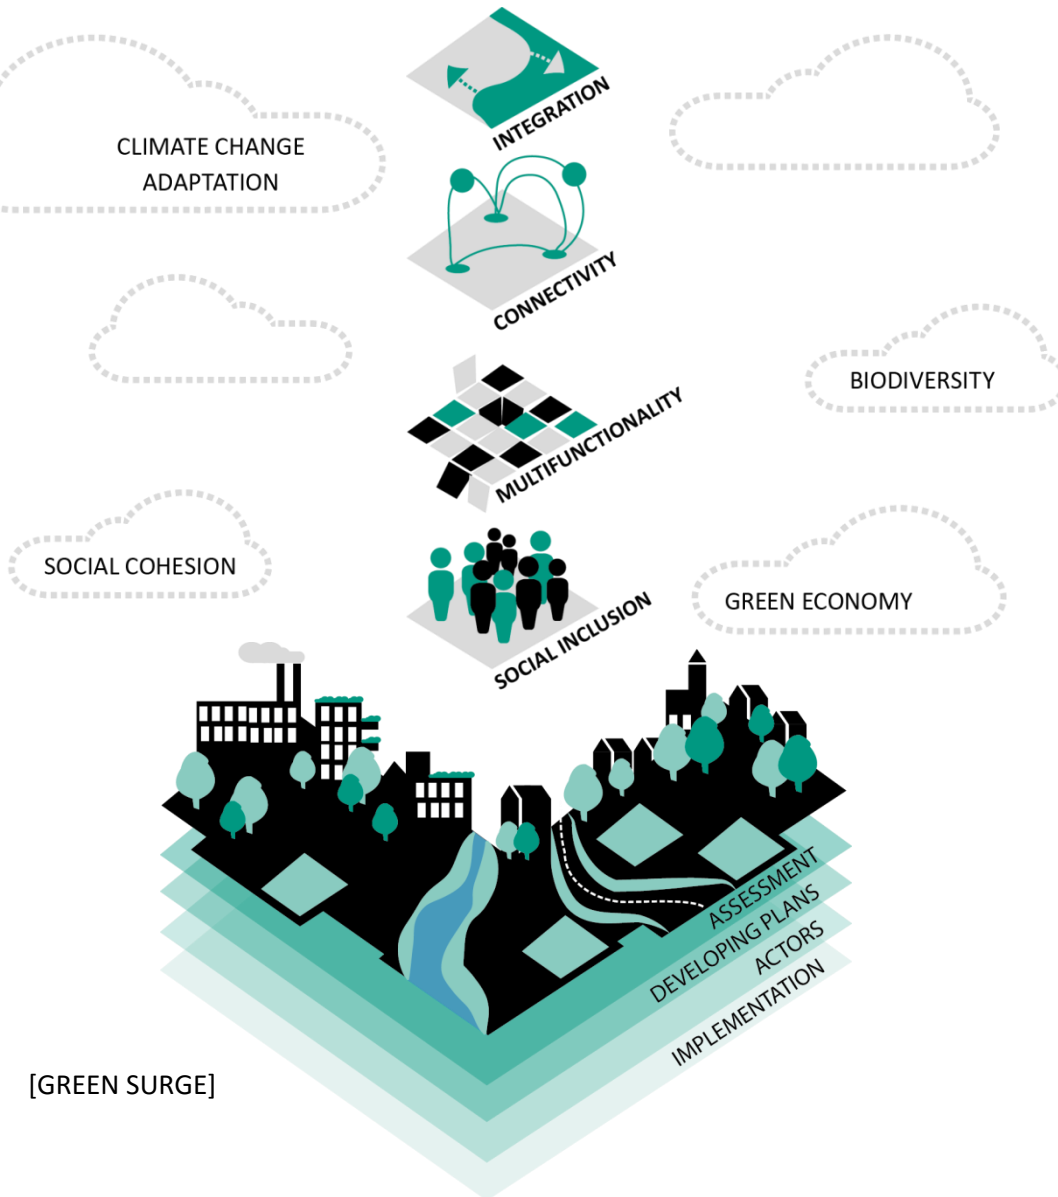 INTEGRATION
CLIMATE CHANGE
ADAPTATION
CONNECTIVITY
BIODIVERSITY
MULTIFUNCTIONALITY
SOCIAL COHESION
GREEN ECONOMY
SOCIAL INCLUSION
ASSESSMENT
DEVELOPING PLANS
ACTORS
IMPLEMENTATION
[GREEN SURGE]